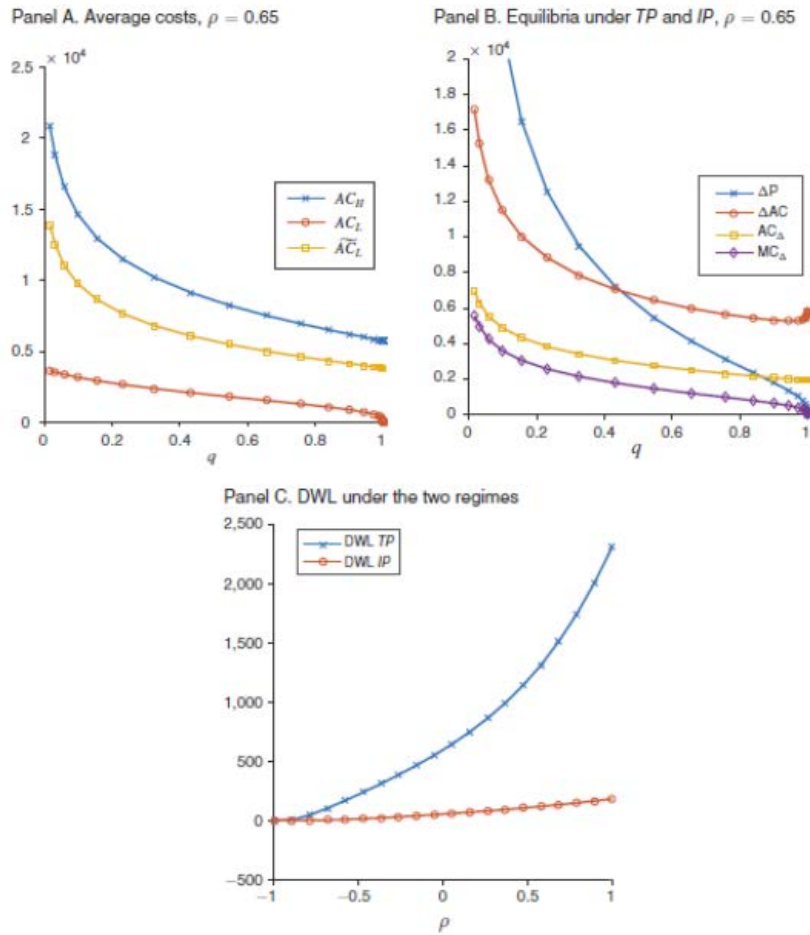 Panel A. Average costs, ρ = 0.65
× 10⁴
2.5
2
1.5
1
0.5
0
0
0.2
0.4
0.6
0.8
1
q
AC_H
AC_L
\widetilde{AC}_L
Panel B. Equilibria under TP and IP, ρ = 0.65
× 10⁴
2
1.8
1.6
1.4
1.2
1
0.8
0.6
0.4
0.2
0
0
0.2
0.4
0.6
0.8
1
q
ΔP
ΔAC
AC_Δ
MC_Δ
Panel C. DWL under the two regimes
2,500
2,000
1,500
1,000
500
0
−500
−1
−0.5
0
0.5
1
ρ
DWL TP
DWL IP